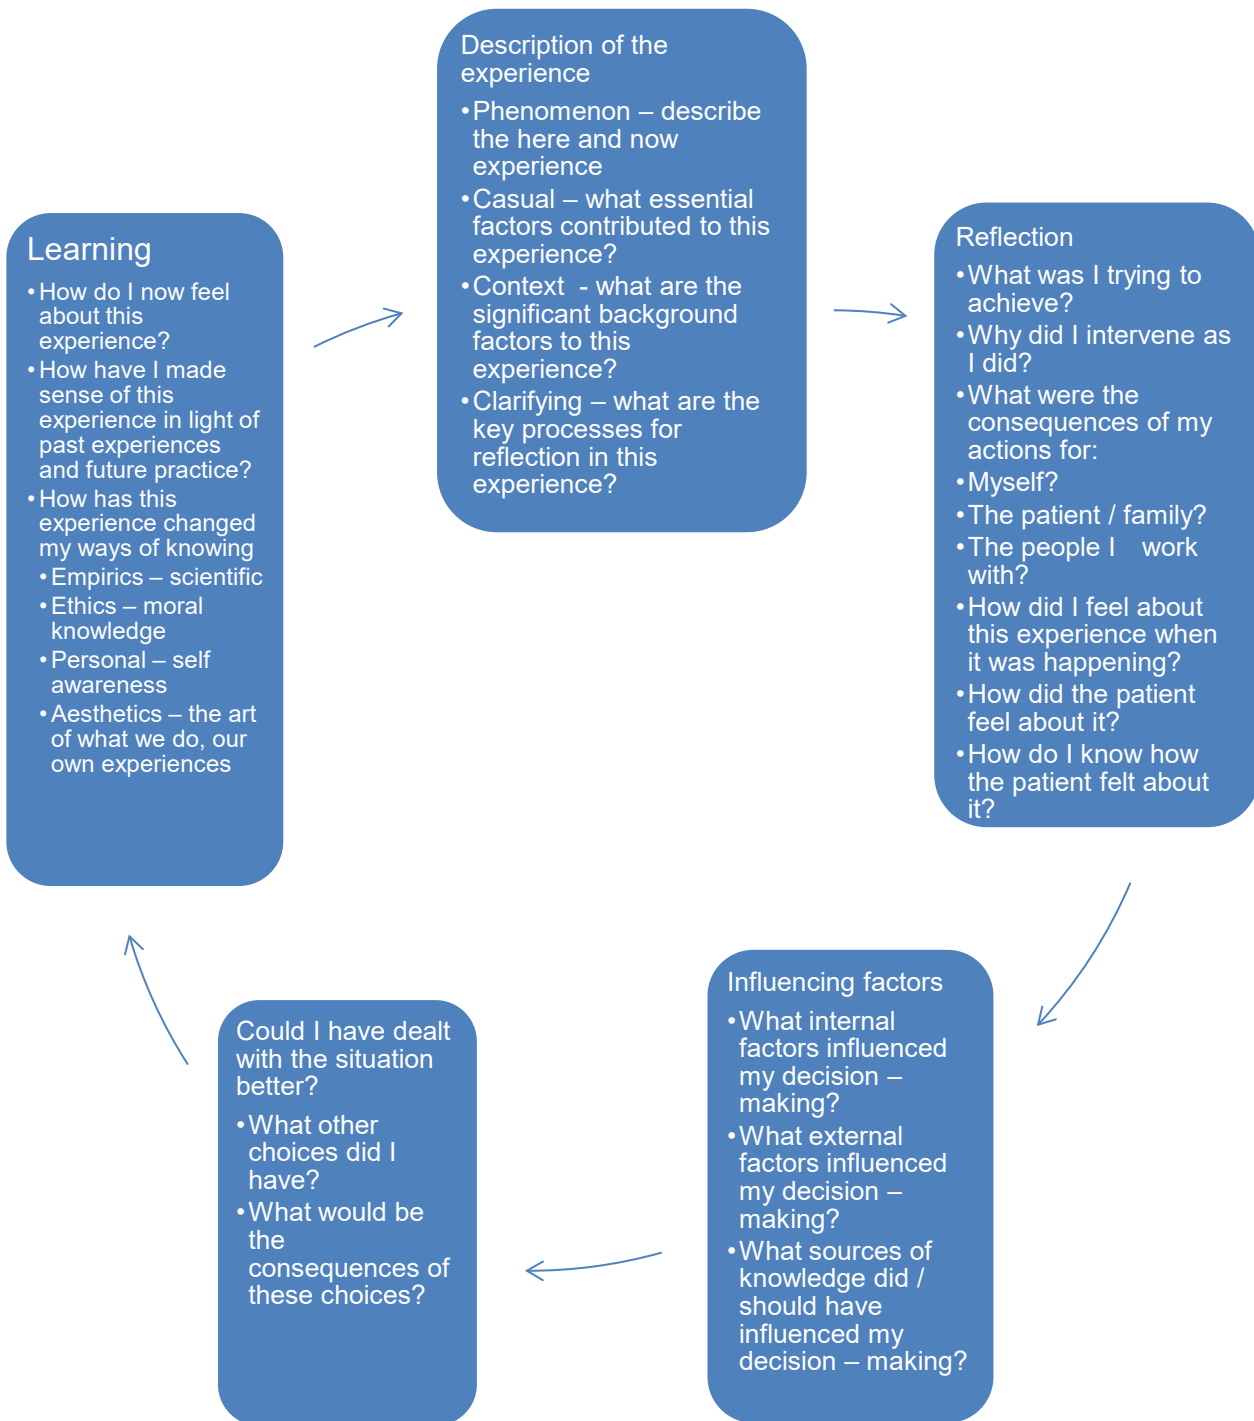 Description of the
experience
•Phenomenon – describe
the here and now
experience
•Casual – what essential
factors contributed to this
experience?
•Context  - what are the
significant background
factors to this
experience?
•Clarifying – what are the
key processes for
reflection in this
experience?
Reflection
•What was I trying to
achieve?
•Why did I intervene as
I did?
•What were the
consequences of my
actions for:
•Myself?
•The patient / family?
•The people I   work
with?
•How did I feel about
this experience when
it was happening?
•How did the patient
feel about it?
•How do I know how
the patient felt about
it?
Influencing factors
•What internal
factors influenced
my decision –
making?
•What external
factors influenced
my decision –
making?
•What sources of
knowledge did /
should have
influenced my
decision – making?
Could I have dealt
with the situation
better?
•What other
choices did I
have?
•What would be
the
consequences of
these choices?
Learning
•How do I now feel
about this
experience?
•How have I made
sense of this
experience in light of
past experiences
and future practice?
•How has this
experience changed
my ways of knowing
•Empirics – scientific
•Ethics – moral
knowledge
•Personal – self
awareness
•Aesthetics – the art
of what we do, our
own experiences